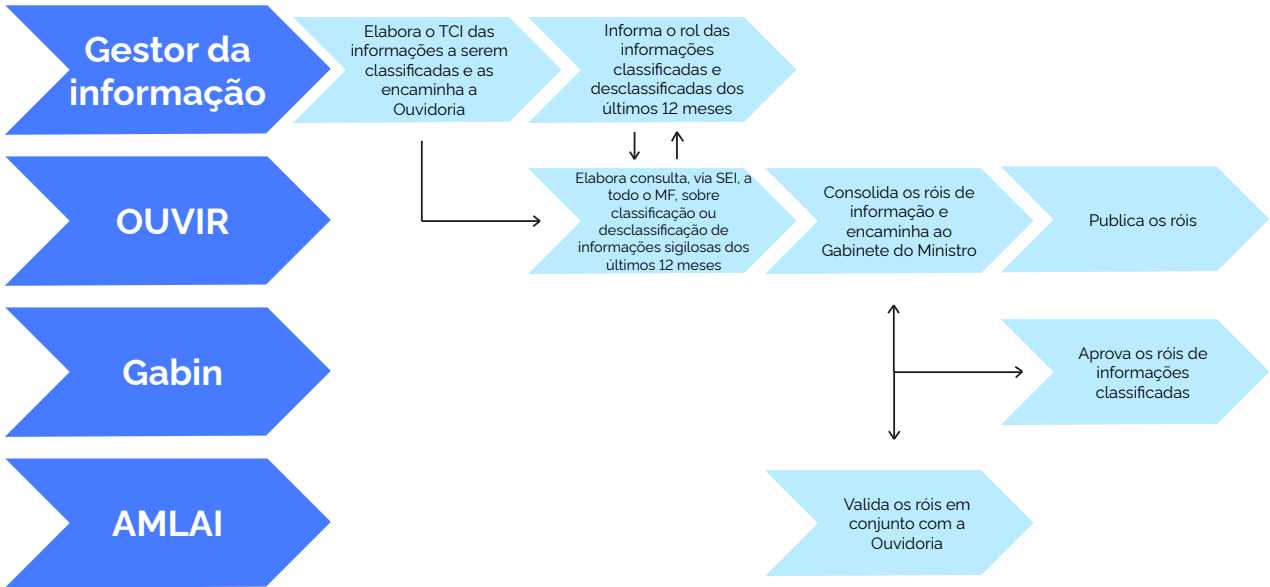 Gestor da
informação
Elabora o TCI das
informações a serem
classificadas e as
encaminha a
Ouvidoria
Informa o rol das
informações
classificadas e
desclassificadas dos
últimos 12 meses
OUVIR
Elabora consulta, via SEI, a
todo o MF, sobre
classificação ou
desclassificação de
informações sigilosas dos
últimos 12 meses
Consolida os róis de
informação e
encaminha ao
Gabinete do Ministro
Publica os róis
Gabin
Aprova os róis de
informações
classificadas
AMLAI
Valida os róis em
conjunto com a
Ouvidoria